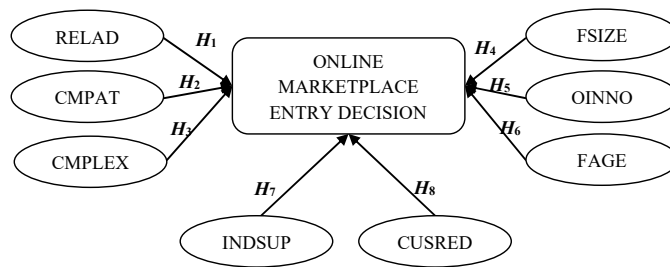 RELAD
CMPAT
CMPLEX
H₁
H₂
H₃
ONLINE
MARKETPLACE
ENTRY DECISION
H₄
H₅
H₆
FSIZE
OINNO
FAGE
H₇
H₈
INDSUP
CUSRED